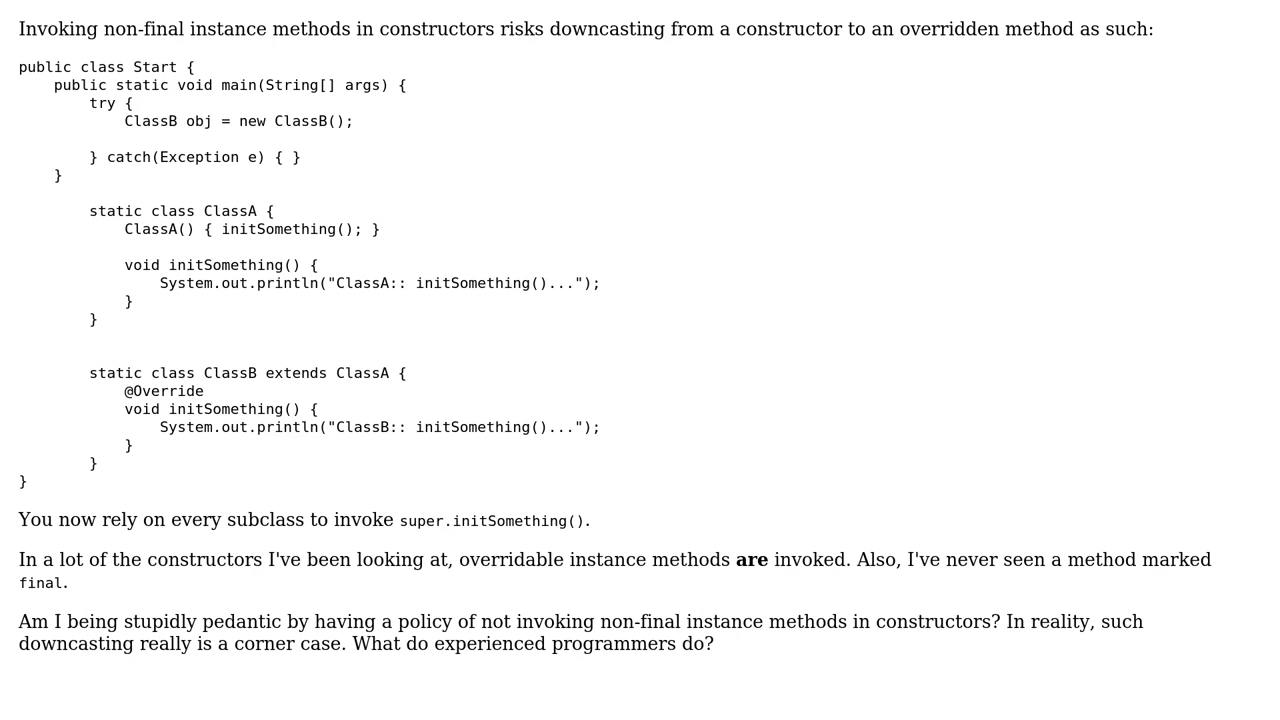 Invoking non-final instance methods in constructors risks downcasting from a constructor to an overridden method as such:
public class Start {
    public static void main(String[] args) {
        try {
            ClassB obj = new ClassB();
        } catch(Exception e) { }
    }
        static class ClassA {
            ClassA() { initSomething(); }
            void initSomething() {
                System.out.println("ClassA:: initSomething()...");
            }
        }
        static class ClassB extends ClassA {
            @Override
            void initSomething() {
                System.out.println("ClassB:: initSomething()...");
            }
        }
}
You now rely on every subclass to invoke super.initSomething().
In a lot of the constructors I've been looking at, overridable instance methods are invoked. Also, I've never seen a method marked
final.
Am I being stupidly pedantic by having a policy of not invoking non-final instance methods in constructors? In reality, such
downcasting really is a corner case. What do experienced programmers do?